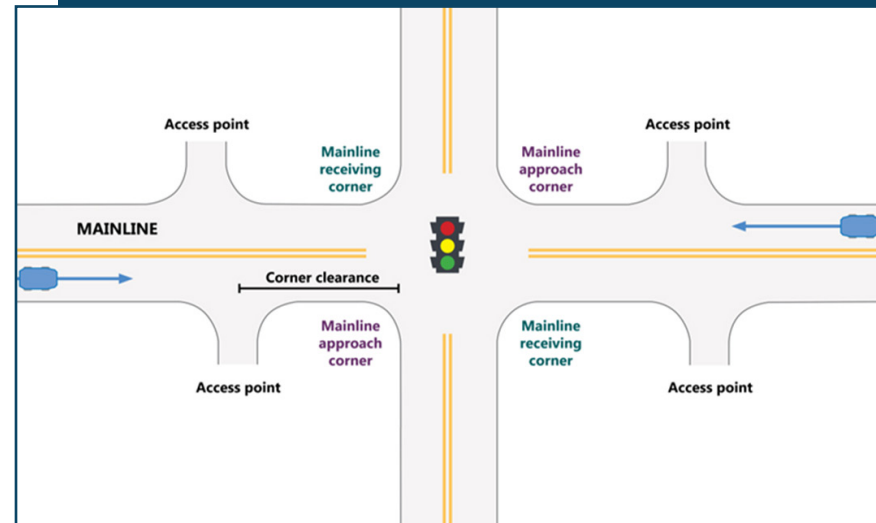 Access point
Access point
Mainline
receiving
corner
Mainline
approach
corner
MAINLINE
Corner clearance
Mainline
approach
corner
Mainline
receiving
corner
Access point
Access point